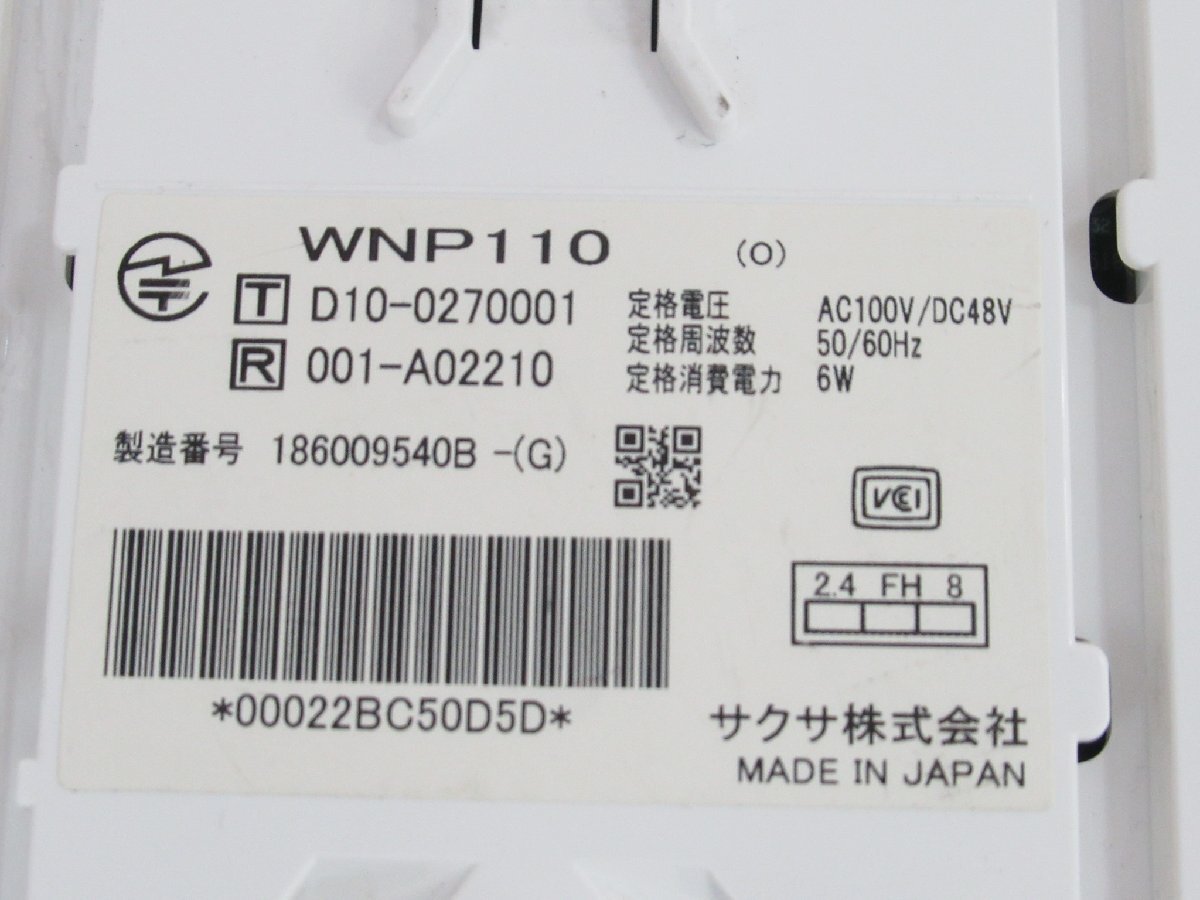 WNP110 (O)
T D10-0270001
R 001-A02210
定格電圧 AC100V/DC48V
定格周波数 50/60Hz
定格消費電力 6W
製造番号 186009540B -(G)
VCCI
2.4 FH 8
*00022BC50D5D*
サクサ株式会社
MADE IN JAPAN